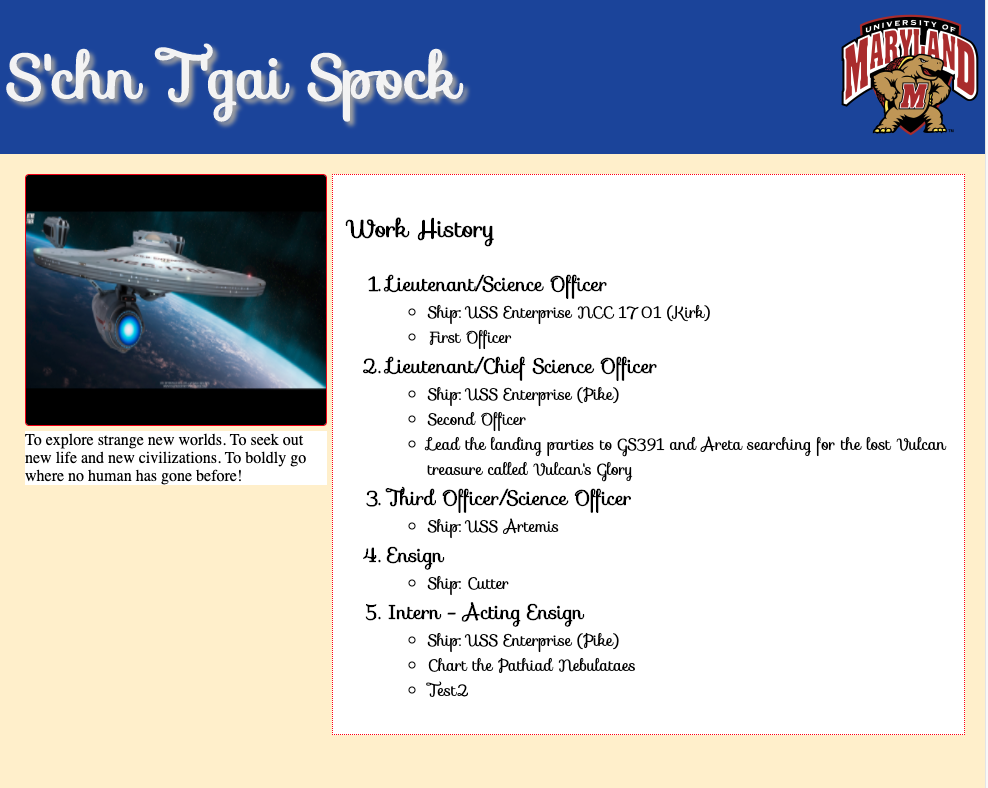 S'chn T'gai Spock
UNIVERSITY OF
MARYLAND
M
To explore strange new worlds. To seek out
new life and new civilizations. To boldly go
where no human has gone before!
Work History
1. Lieutenant/Science Officer
Ship: USS Enterprise NCC 1701 (Kirk)
First Officer
2. Lieutenant/Chief Science Officer
Ship: USS Enterprise (Pike)
Second Officer
Lead the landing parties to GS391 and Areta searching for the lost Vulcan
treasure called Vulcan's Glory
3. Third Officer/Science Officer
Ship: USS Artemis
4. Ensign
Ship: Cutter
5. Intern - Acting Ensign
Ship: USS Enterprise (Pike)
Chart the Pathiad Nebulataes
Test2